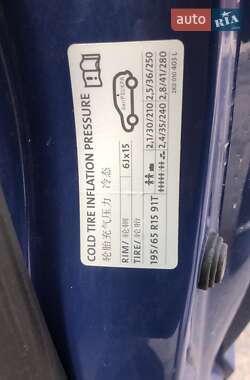 AUTO RIA
COLD TIRE INFLATION PRESSURE
轮胎充气压力 冷态
RIM/ 轮辋 6Jx15
TIRE/ 轮胎
195/65 R15 91T
2,1/30/210 2,5/36/250
2,4/35/240 2,8/41/280